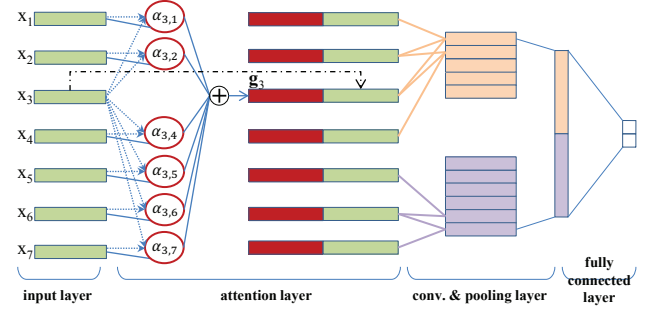 x1 α3,1
x2 α3,2
g3
x3
x4 α3,4
x5 α3,5
x6 α3,6
x7 α3,7
input layer attention layer conv. & pooling layer
fully
connected
layer